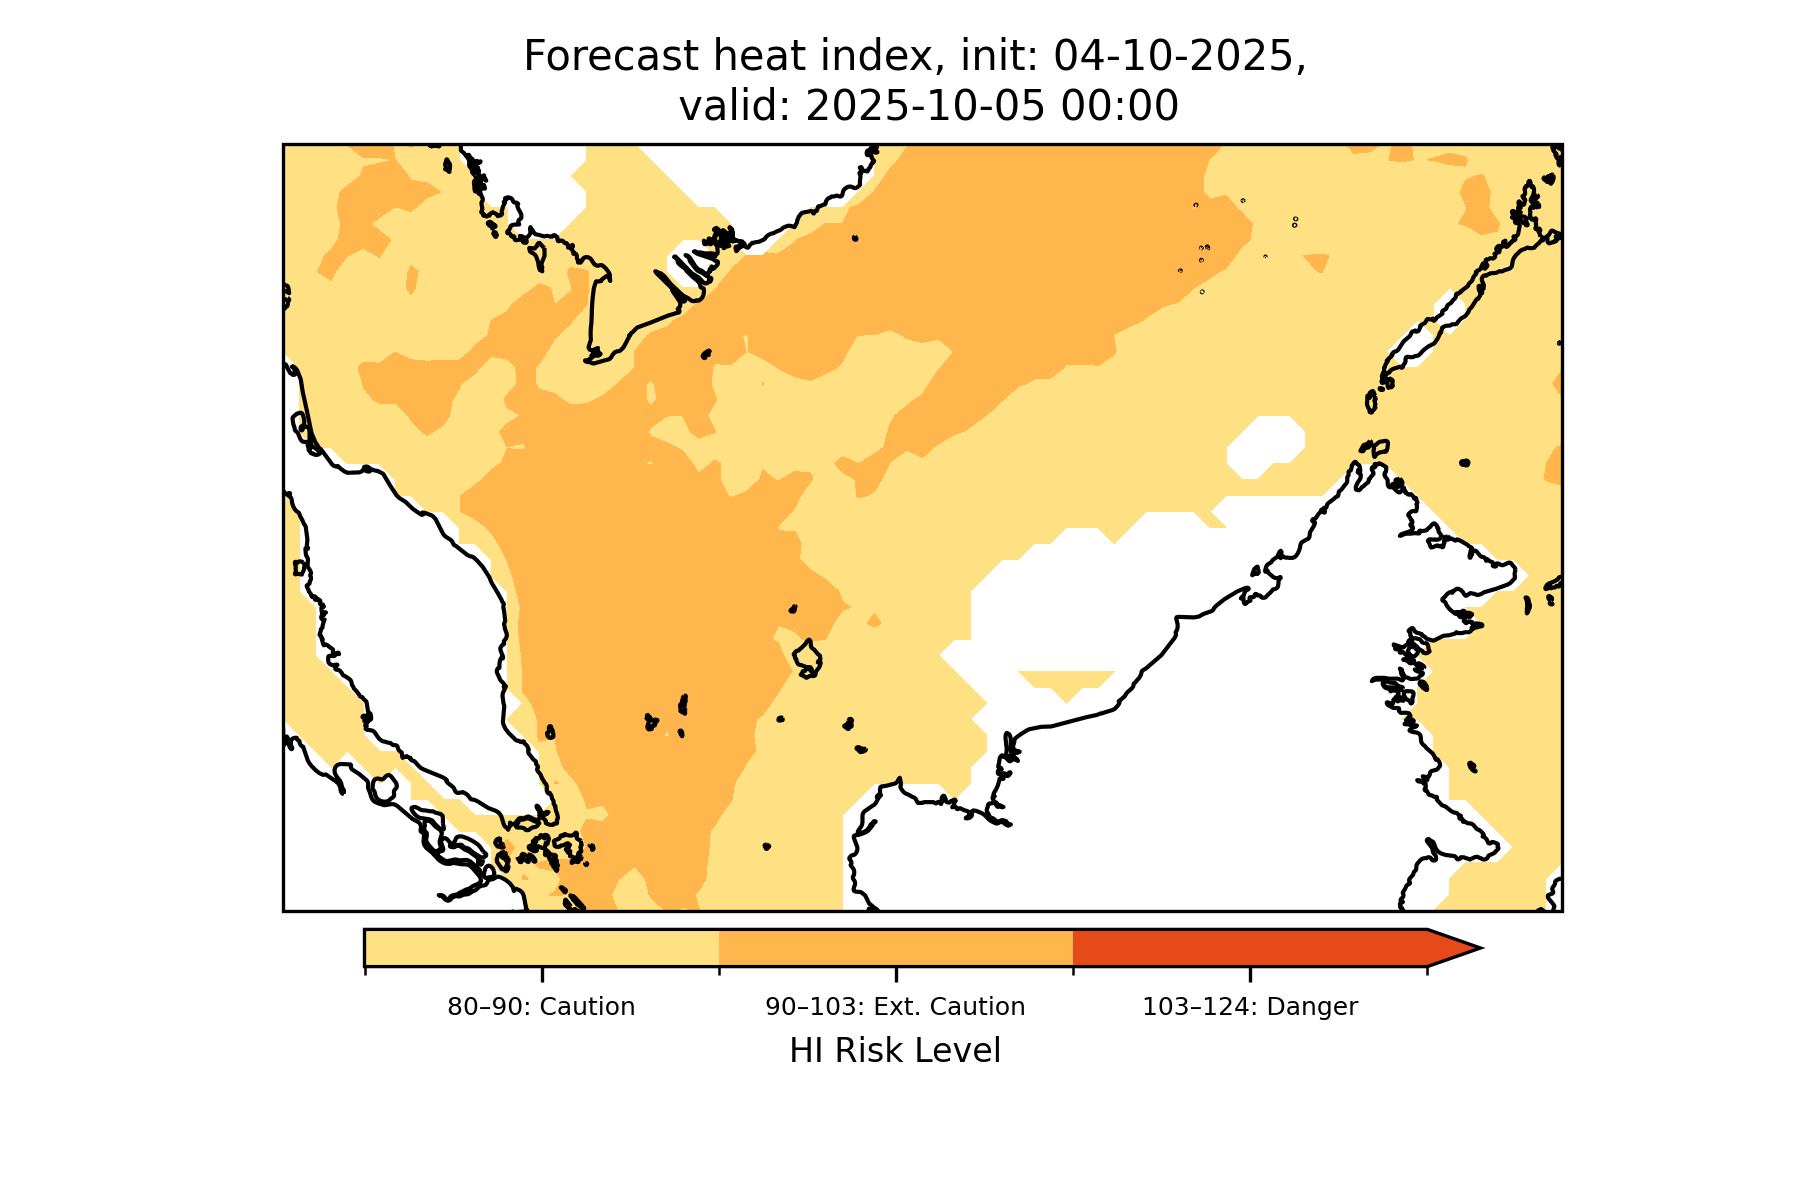 Forecast heat index, init: 04-10-2025,
valid: 2025-10-05 00:00
80–90: Caution
90–103: Ext. Caution
103–124: Danger
HI Risk Level